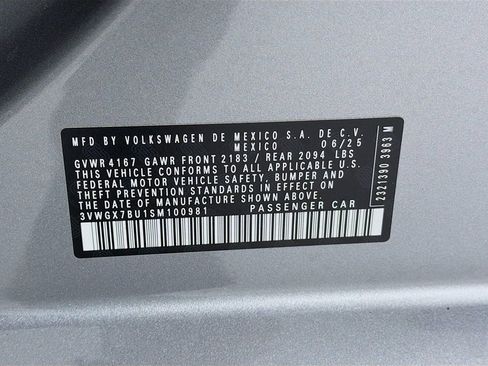 MFD BY VOLKSWAGEN DE MEXICO S.A. DE C.V.
MEXICO 06/25
GVWR 4167 GAWR FRONT 2183 / REAR 2094 LBS
THIS VEHICLE CONFORMS TO ALL APPLICABLE U.S.
FEDERAL MOTOR VEHICLE SAFETY, BUMPER AND
THEFT PREVENTION STANDARDS IN EFFECT
ON THE DATE OF MANUFACTURE SHOWN ABOVE.
3VWGX7BU1SM100981 PASSENGER CAR
2321390 3963 M